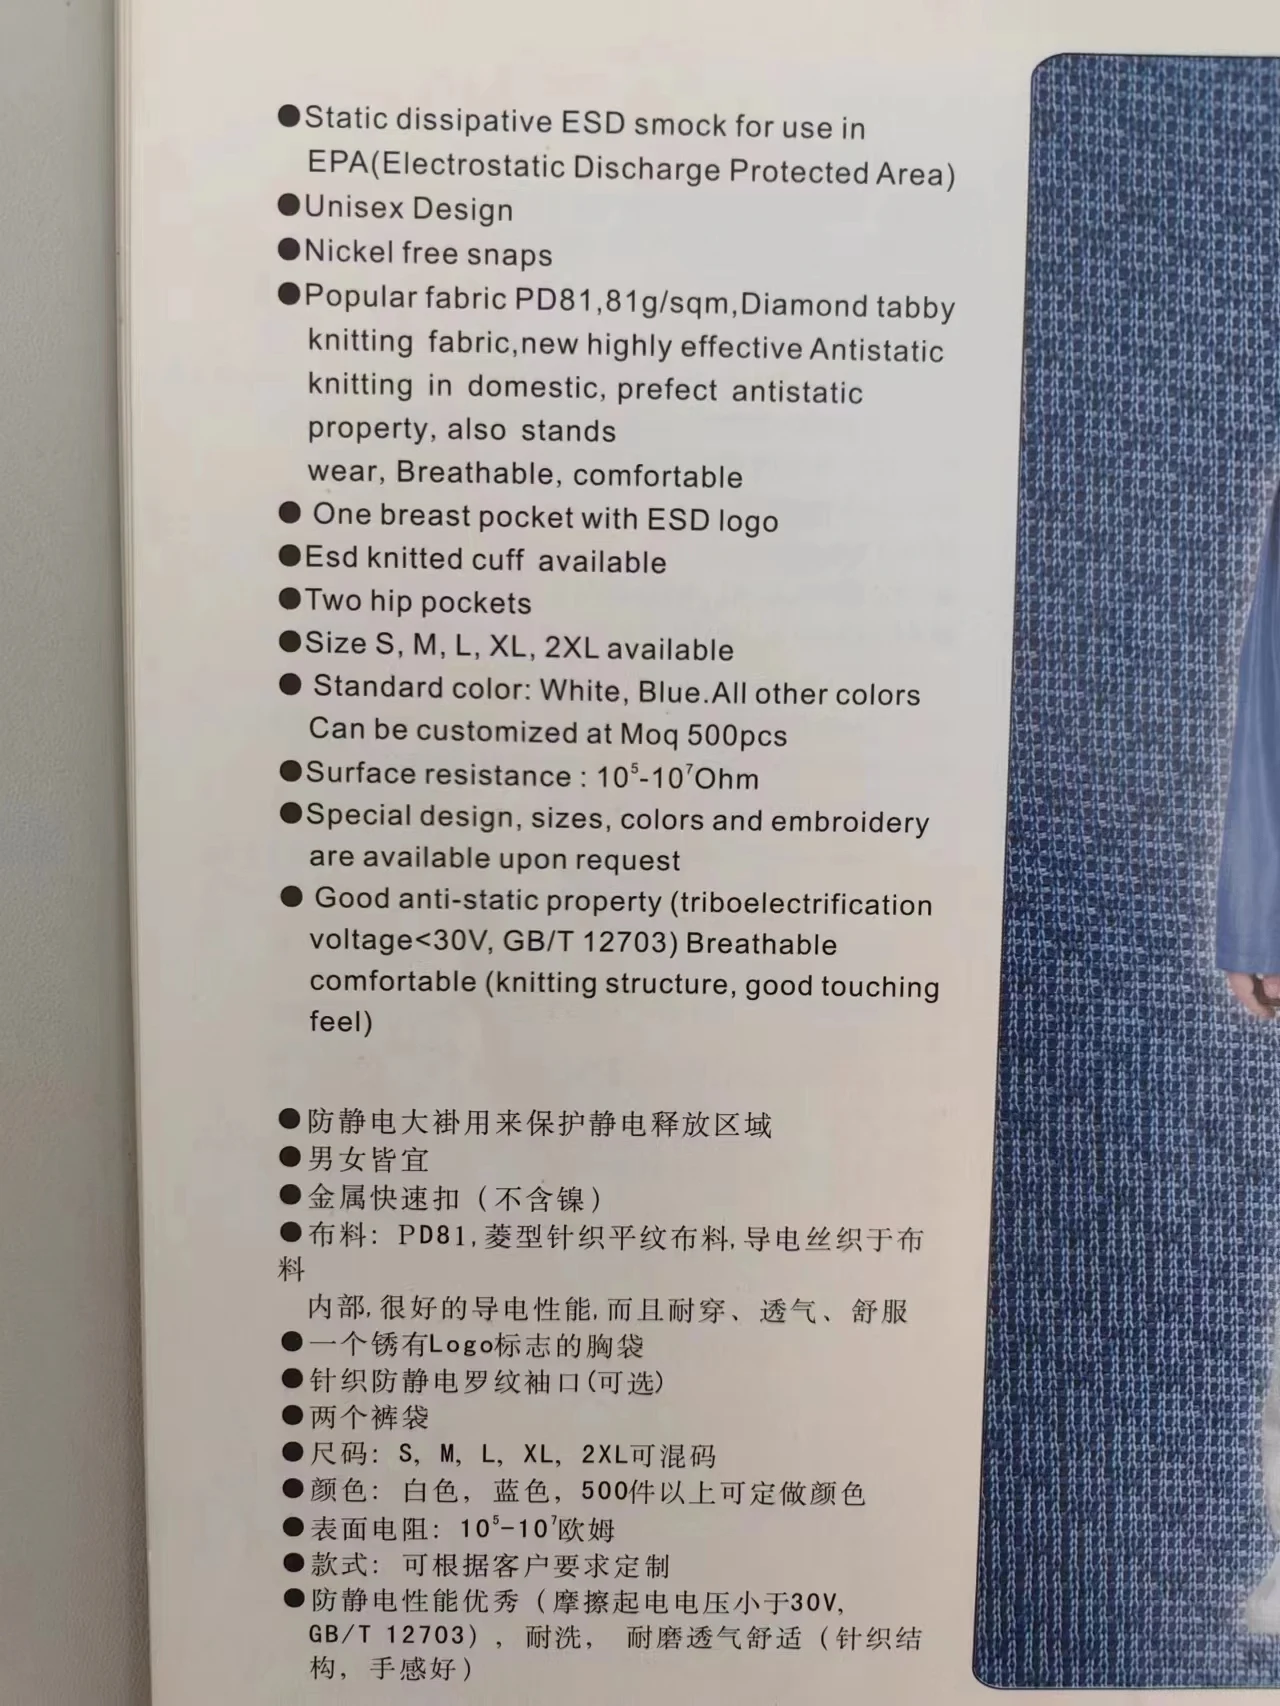 ●Static dissipative ESD smock for use in
EPA(Electrostatic Discharge Protected Area)
●Unisex Design
●Nickel free snaps
●Popular fabric PD81,81g/sqm,Diamond tabby
knitting fabric,new highly effective Antistatic
knitting in domestic, prefect antistatic
property, also stands
wear, Breathable, comfortable
● One breast pocket with ESD logo
●Esd knitted cuff available
●Two hip pockets
●Size S, M, L, XL, 2XL available
● Standard color: White, Blue.All other colors
Can be customized at Moq 500pcs
●Surface resistance : 10⁵-10⁷Ohm
●Special design, sizes, colors and embroidery
are available upon request
● Good anti-static property (triboelectrification
voltage<30V, GB/T 12703) Breathable
comfortable (knitting structure, good touching
feel)
●防静电大褂用来保护静电释放区域
●男女皆宜
●金属快速扣（不含镍）
●布料: PD81,菱型针织平纹布料,导电丝织于布
料
内部,很好的导电性能,而且耐穿、透气、舒服
●一个锈有Logo标志的胸袋
●针织防静电罗纹袖口(可选)
●两个裤袋
●尺码: S, M, L, XL, 2XL可混码
●颜色: 白色, 蓝色, 500件以上可定做颜色
●表面电阻: 10⁵-10⁷欧姆
●款式: 可根据客户要求定制
●防静电性能优秀（摩擦起电电压小于30V,
GB/T 12703）, 耐洗, 耐磨透气舒适（针织结
构, 手感好）